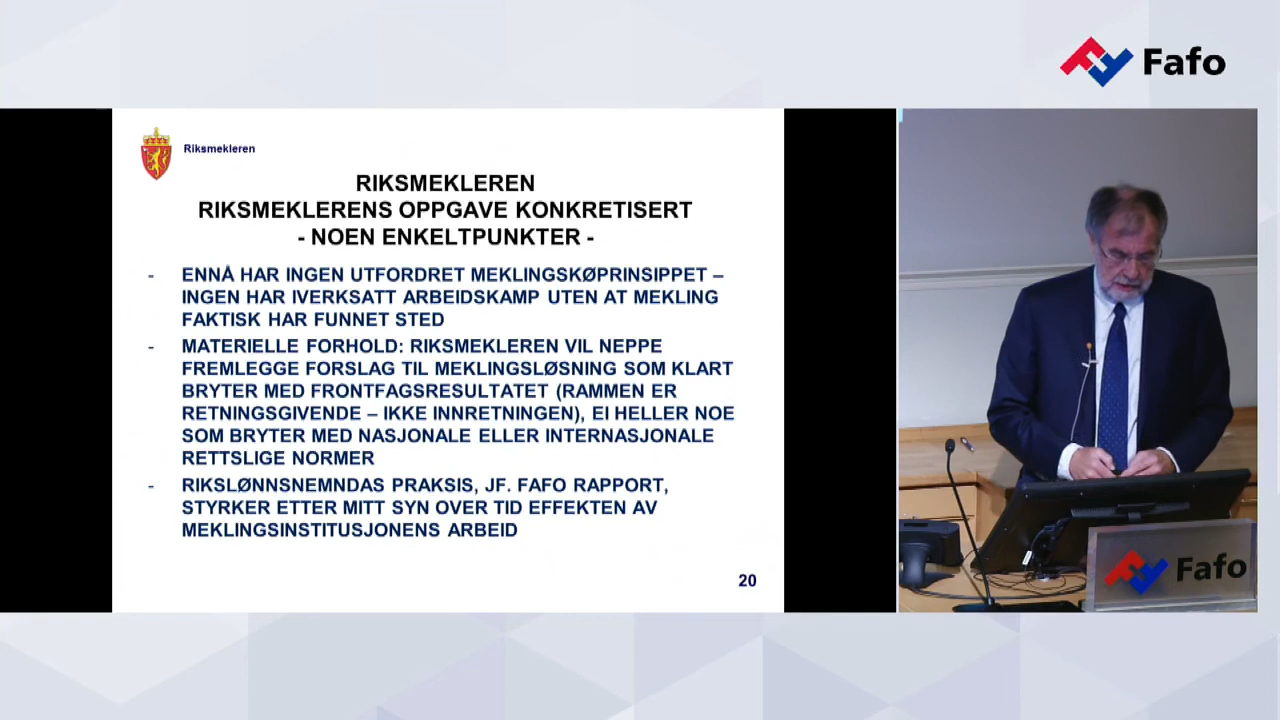 Fafo
Riksmekleren
RIKSMEKLEREN
RIKSMEKLERENS OPPGAVE KONKRETISERT
- NOEN ENKELTPUNKTER -
- ENNÅ HAR INGEN UTFORDRET MEKLINGSKØPRINSIPPET –
INGEN HAR IVERKSATT ARBEIDSKAMP UTEN AT MEKLING
FAKTISK HAR FUNNET STED
- MATERIELLE FORHOLD: RIKSMEKLEREN VIL NEPPE
FREMLEGGE FORSLAG TIL MEKLINGSLØSNING SOM KLART
BRYTER MED FRONTFAGSRESULTATET (RAMMEN ER
RETNINGSGIVENDE – IKKE INNRETNINGEN), EI HELLER NOE
SOM BRYTER MED NASJONALE ELLER INTERNASJONALE
RETTSLIGE NORMER
- RIKSLØNNSNEMNDAS PRAKSIS, JF. FAFO RAPPORT,
STYRKER ETTER MITT SYN OVER TID EFFEKTEN AV
MEKLINGSINSTITUSJONENS ARBEID
20
Fafo